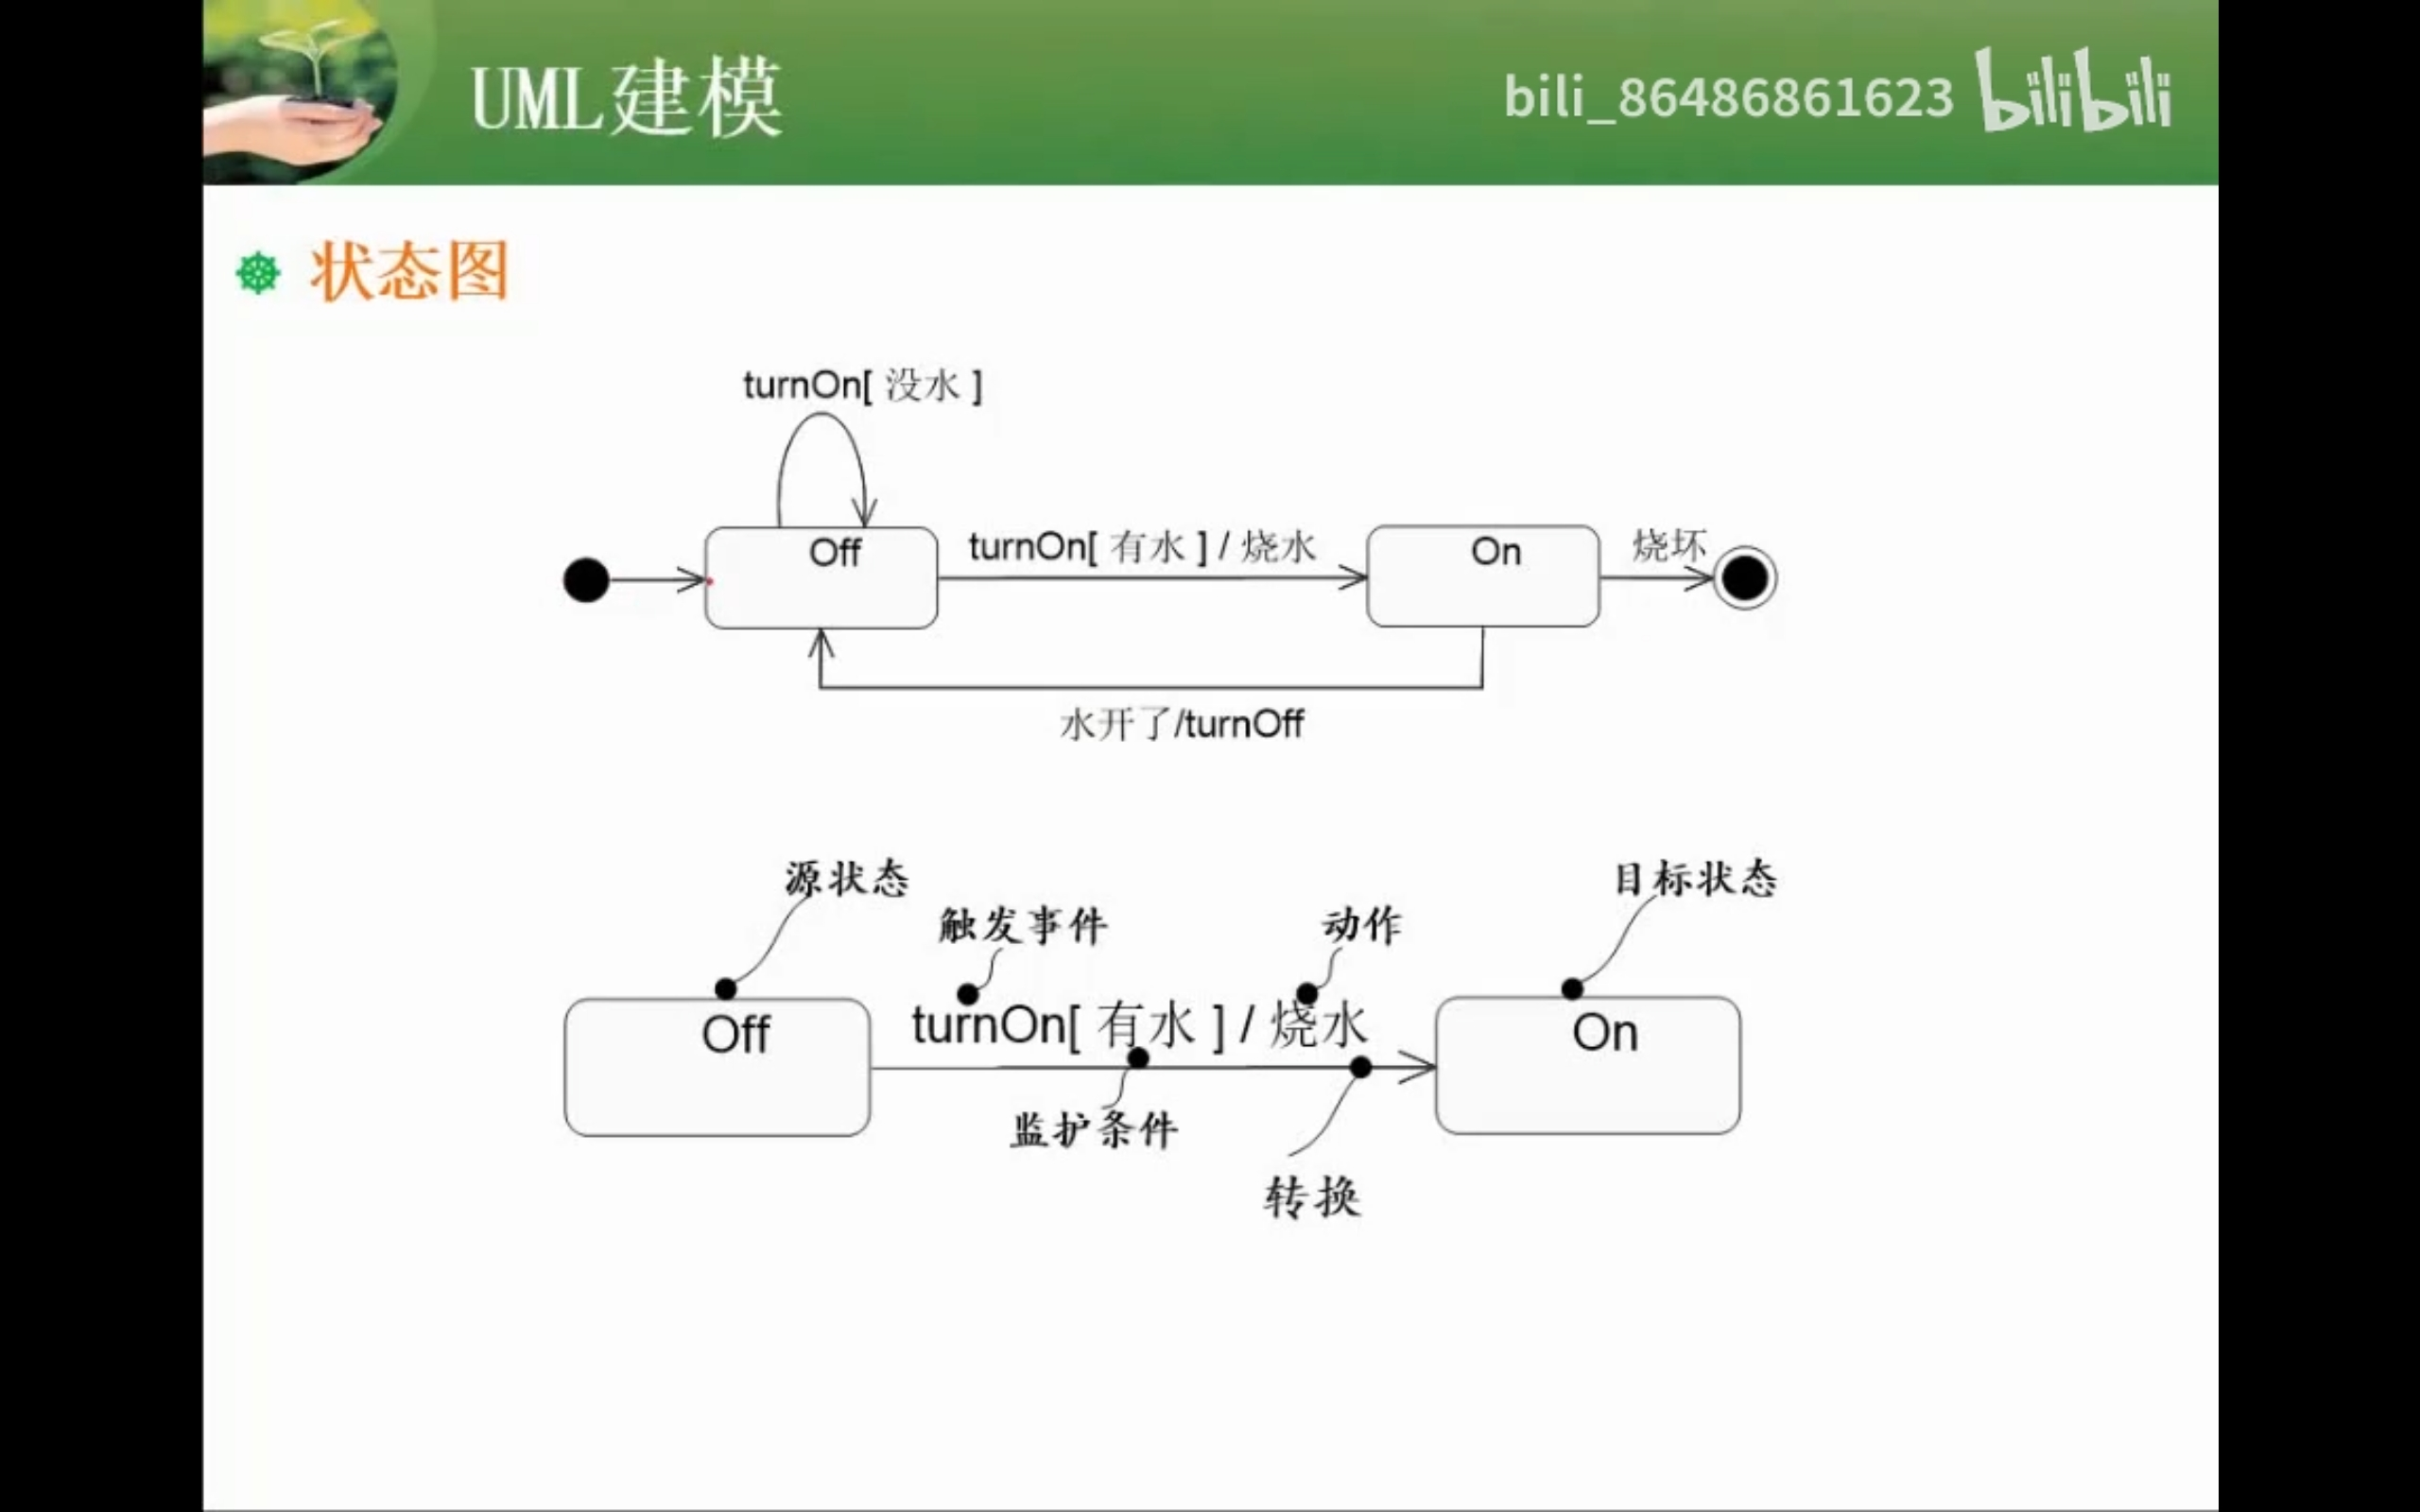 UML建模
bili_86486861623 bilibili
状态图
turnOn[ 没水 ]
Off
turnOn[ 有水 ] / 烧水
On
烧坏
水开了/turnOff
源状态
目标状态
触发事件
动作
Off
turnOn[ 有水 ] / 烧水
On
监护条件
转换